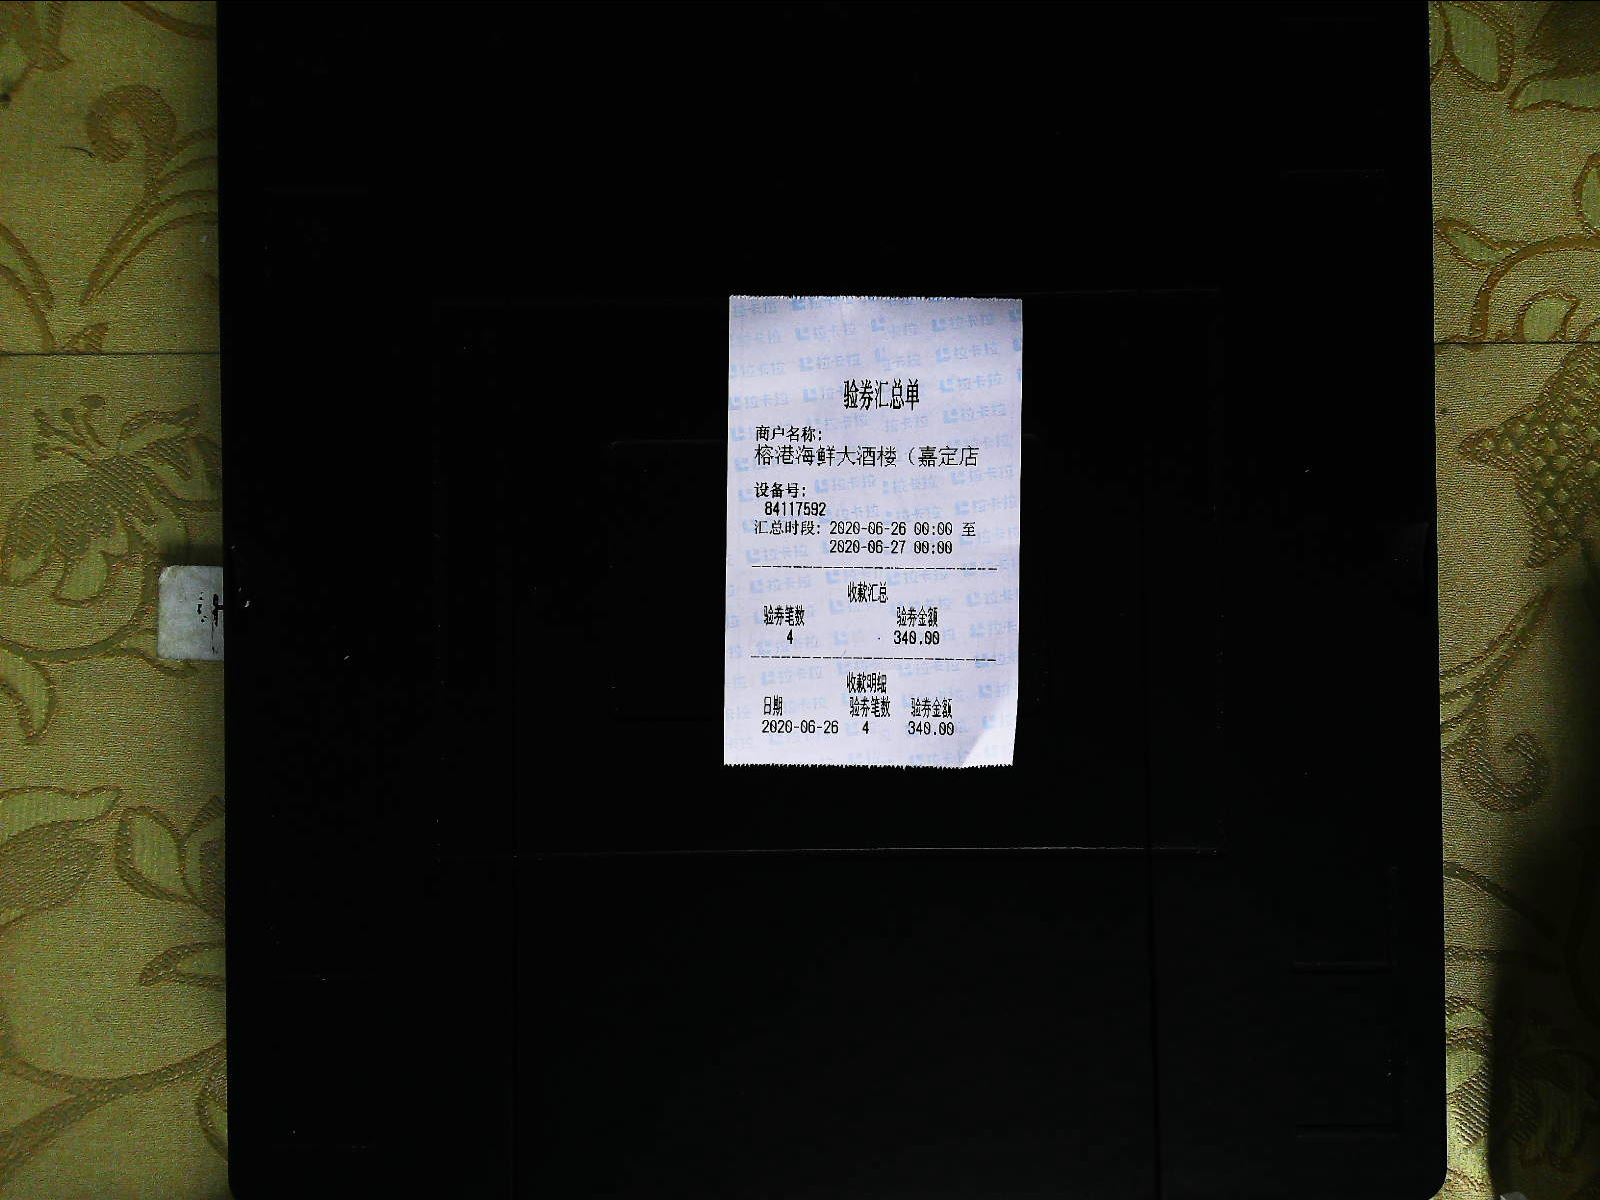 验券汇总单
商户名称:
榕港海鲜大酒楼（嘉定店
设备号:
84117592
汇总时段: 2020-06-26 00:00 至
2020-06-27 00:00
收款汇总
验券笔数 验券金额
4 340.00
收款明细
日期 验券笔数 验券金额
2020-06-26 4 340.00
拉卡拉